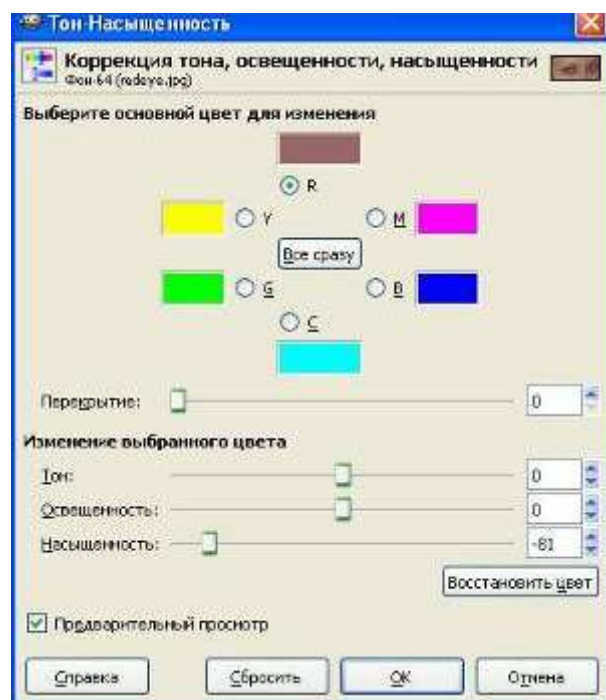 Тон-Насыщенность
Коррекция тона, освещенности, насыщенности
Фон-64 (redeye.jpg)
Выберите основной цвет для изменения
R
Y M
Все сразу
G B
C
Перекрытие: 0
Изменение выбранного цвета
Тон: 0
Освещенность: 0
Насыщенность: -81
Восстановить цвет
Предварительный просмотр
Справка Сбросить OK Отмена